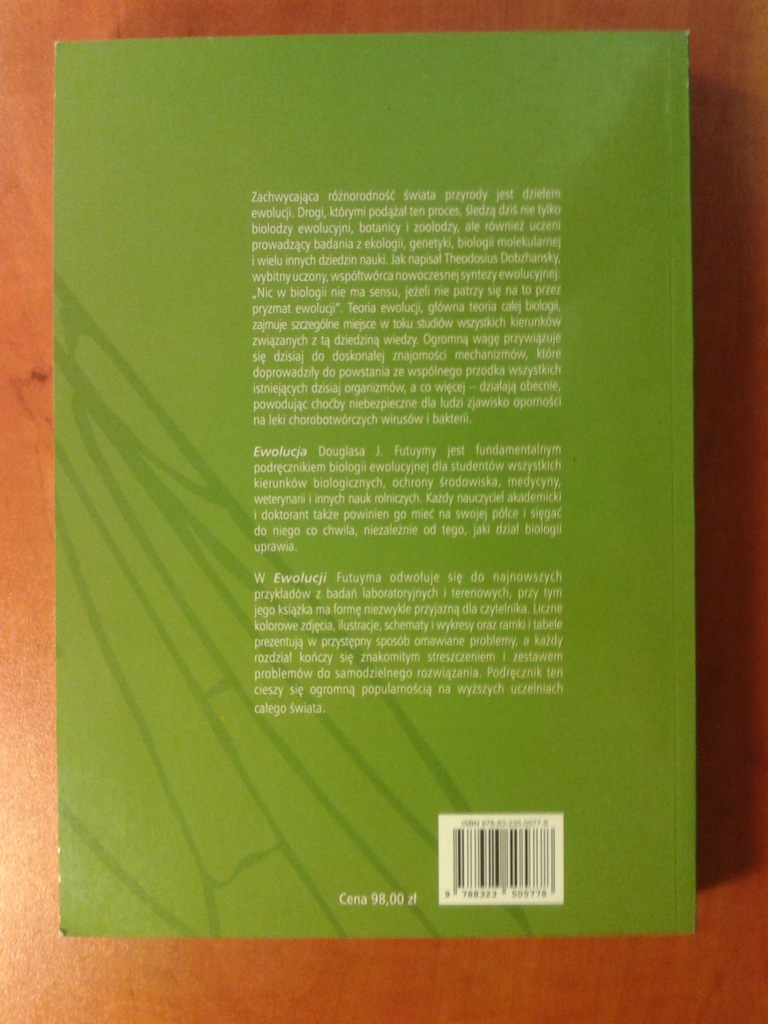 Zachwycająca różnorodność świata przyrody jest dziełem
ewolucji. Drogi, którymi podążał ten proces, śledzą dziś nie tylko
biolodzy ewolucyjni, botanicy i zoolodzy, ale również uczeni
prowadzący badania z ekologii, genetyki, biologii molekularnej
i wielu innych dziedzin nauki. Jak napisał Theodosius Dobzhansky,
wybitny uczony, współtwórca nowoczesnej syntezy ewolucyjnej:
„Nic w biologii nie ma sensu, jeżeli nie patrzy się na to przez
pryzmat ewolucji”. Teoria ewolucji, główna teoria całej biologii,
zajmuje szczególne miejsce w toku studiów wszystkich kierunków
związanych z tą dziedziną wiedzy. Ogromną wagę przywiązuje
się dzisiaj do doskonałej znajomości mechanizmów, które
doprowadziły do powstania ze wspólnego przodka wszystkich
istniejących dzisiaj organizmów, a co więcej – działają obecnie,
powodując choćby niebezpieczne dla ludzi zjawisko oporności
na leki chorobotwórczych wirusów i bakterii.
Ewolucja Douglasa J. Futuymy jest fundamentalnym
podręcznikiem biologii ewolucyjnej dla studentów wszystkich
kierunków biologicznych, ochrony środowiska, medycyny,
weterynarii i innych nauk rolniczych. Każdy nauczyciel akademicki
i doktorant także powinien go mieć na swojej półce i sięgać
do niego co chwila, niezależnie od tego, jaki dział biologii
uprawia.
W Ewolucji Futuyma odwołuje się do najnowszych
przykładów z badań laboratoryjnych i terenowych, przy tym
jego książka ma formę niezwykle przyjazną dla czytelnika. Liczne
kolorowe zdjęcia, ilustracje, schematy i wykresy oraz ramki i tabele
prezentują w przystępny sposób omawiane problemy, a każdy
rozdział kończy się znakomitym streszczeniem i zestawem
problemów do samodzielnego rozwiązania. Podręcznik ten
cieszy się ogromną popularnością na wyższych uczelniach
całego świata.
ISBN 978-83-235-0577-8
9 788323 505778
Cena 98,00 zł